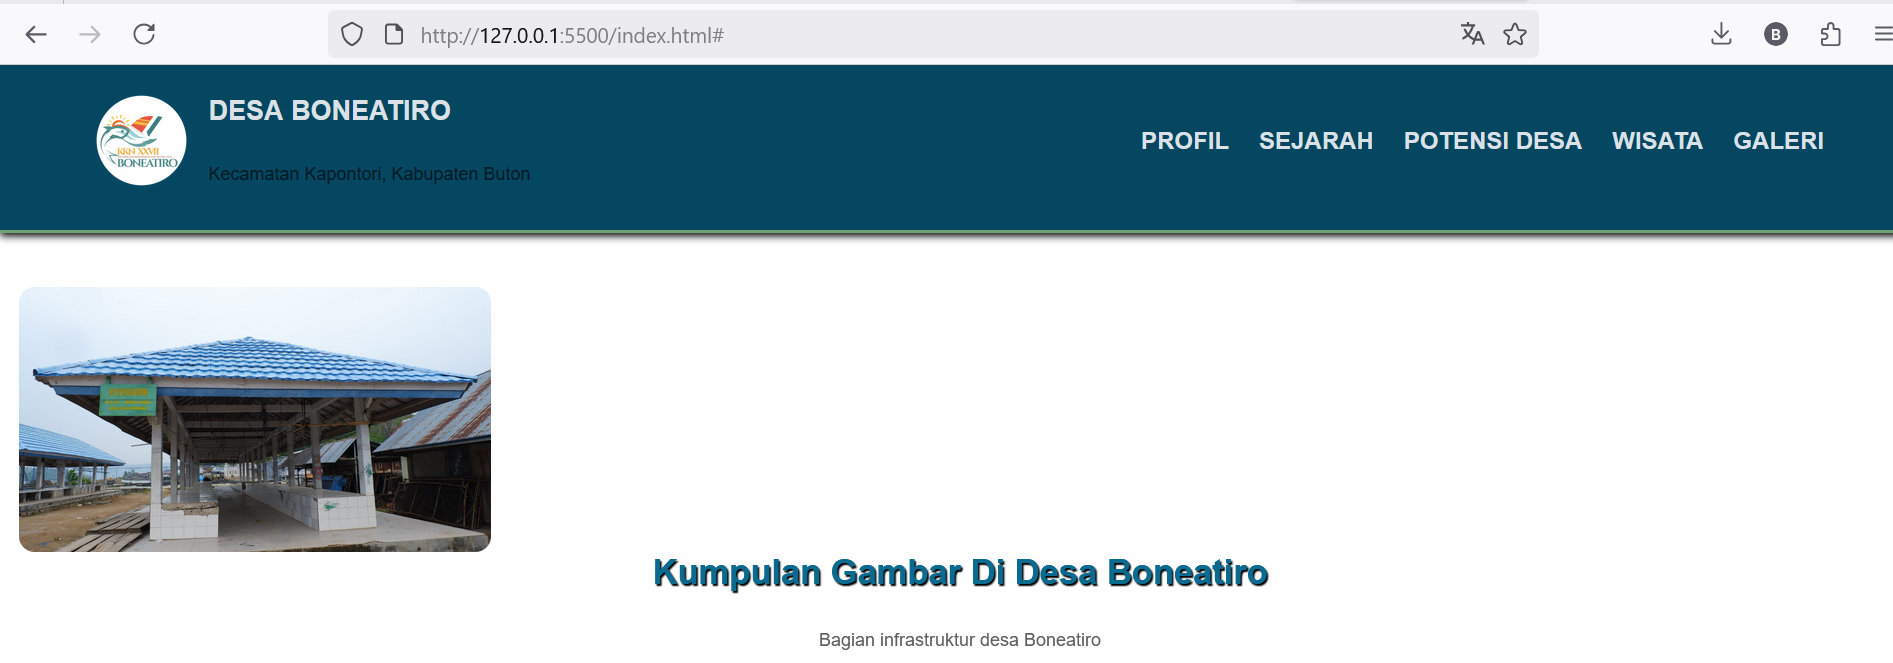 http://127.0.0.1:5500/index.html#
B
DESA BONEATIRO
Kecamatan Kapontori, Kabupaten Buton
KKN XXVII
BONEATIRO
PROFIL SEJARAH POTENSI DESA WISATA GALERI
Kumpulan Gambar Di Desa Boneatiro
Bagian infrastruktur desa Boneatiro